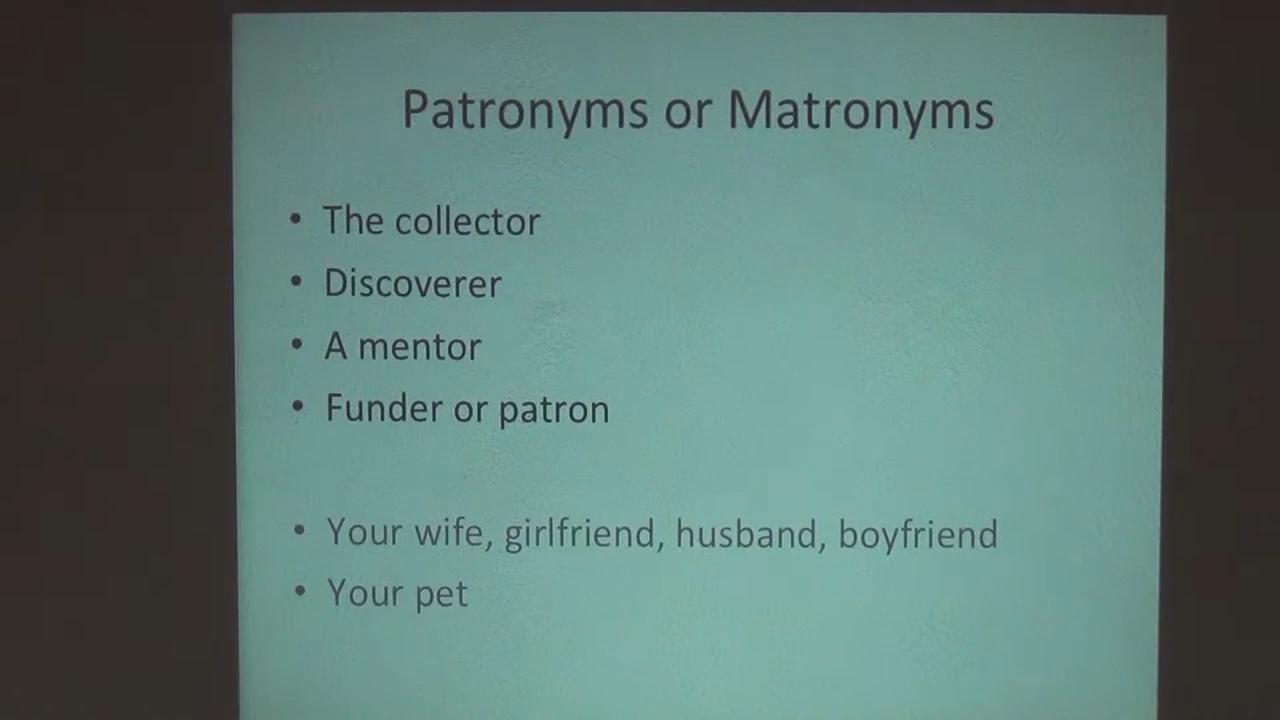 Patronyms or Matronyms
• The collector
• Discoverer
• A mentor
• Funder or patron
• Your wife, girlfriend, husband, boyfriend
• Your pet